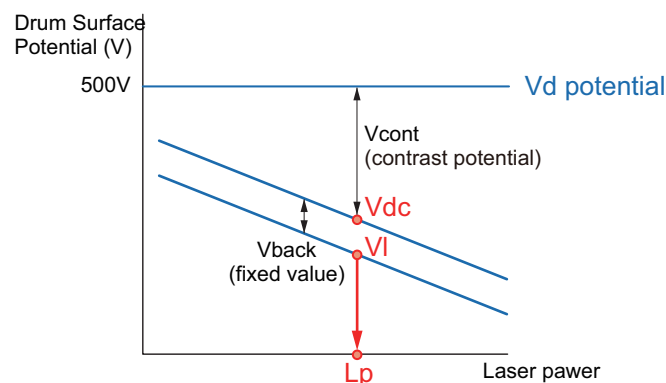 Drum Surface
Potential (V)
500V
Vd potential
Vcont
(contrast potential)
Vdc
Vback
(fixed value)
Vl
Lp
Laser pawer